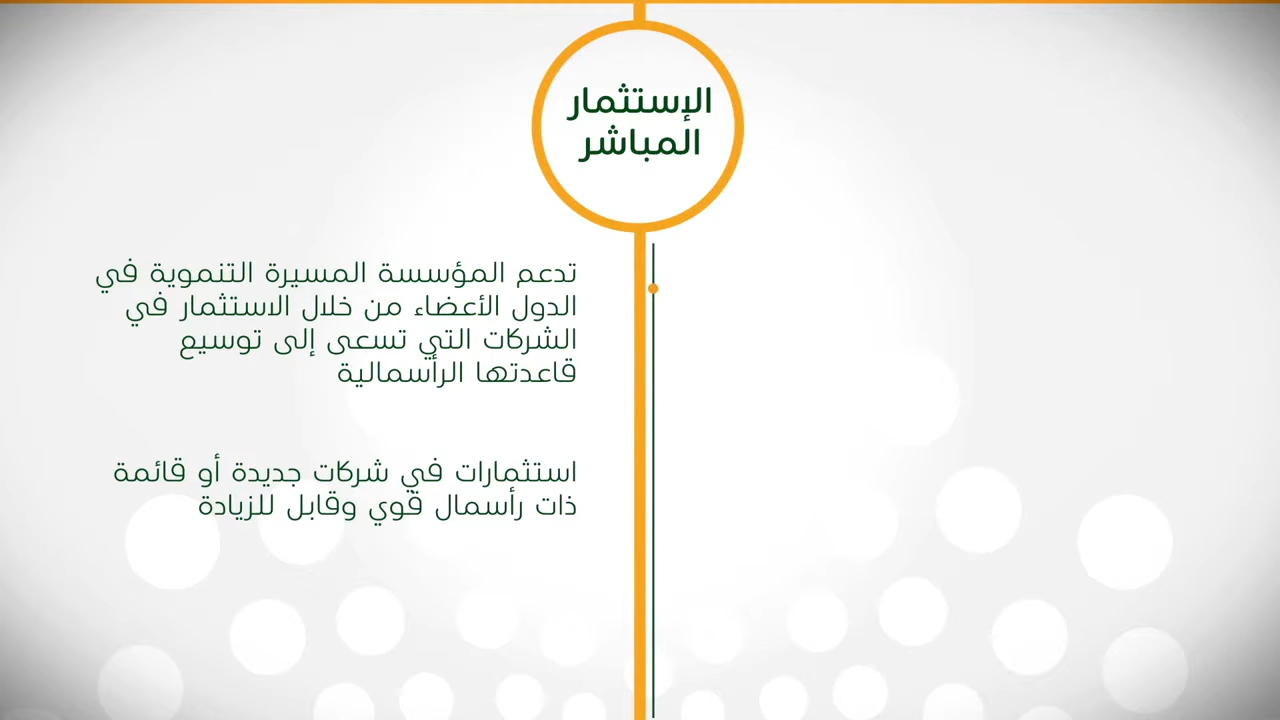 الإستثمار
المباشر
تدعم المؤسسة المسيرة التنموية في
الدول الأعضاء من خلال الاستثمار في
الشركات التي تسعى إلى توسيع
قاعدتها الرأسمالية
استثمارات في شركات جديدة أو قائمة
ذات رأسمال قوي وقابل للزيادة